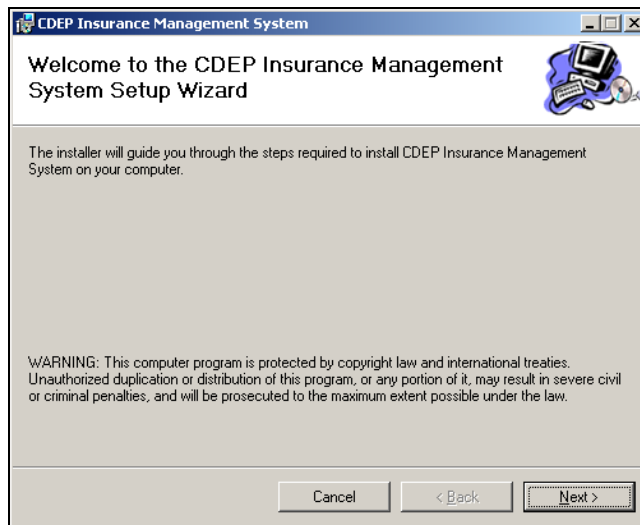 CDEP Insurance Management System
Welcome to the CDEP Insurance Management
System Setup Wizard
The installer will guide you through the steps required to install CDEP Insurance Management
System on your computer.
WARNING: This computer program is protected by copyright law and international treaties.
Unauthorized duplication or distribution of this program, or any portion of it, may result in severe civil
or criminal penalties, and will be prosecuted to the maximum extent possible under the law.
Cancel < Back Next >